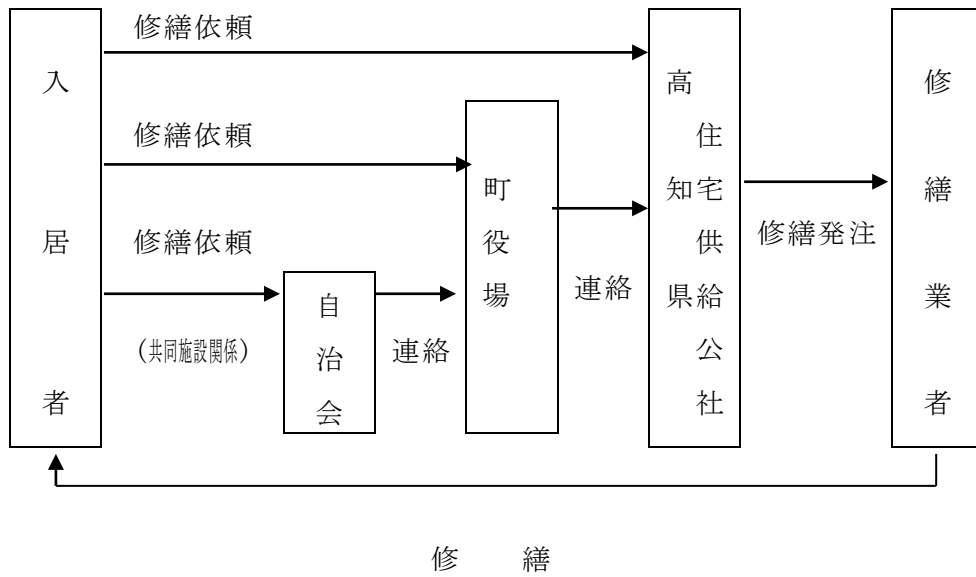 入居者
修繕依頼
修繕依頼
修繕依頼
(共同施設関係)
自治会
連絡
町役場
連絡
高知県
住宅供給公社
修繕発注
修繕業者
修　　繕